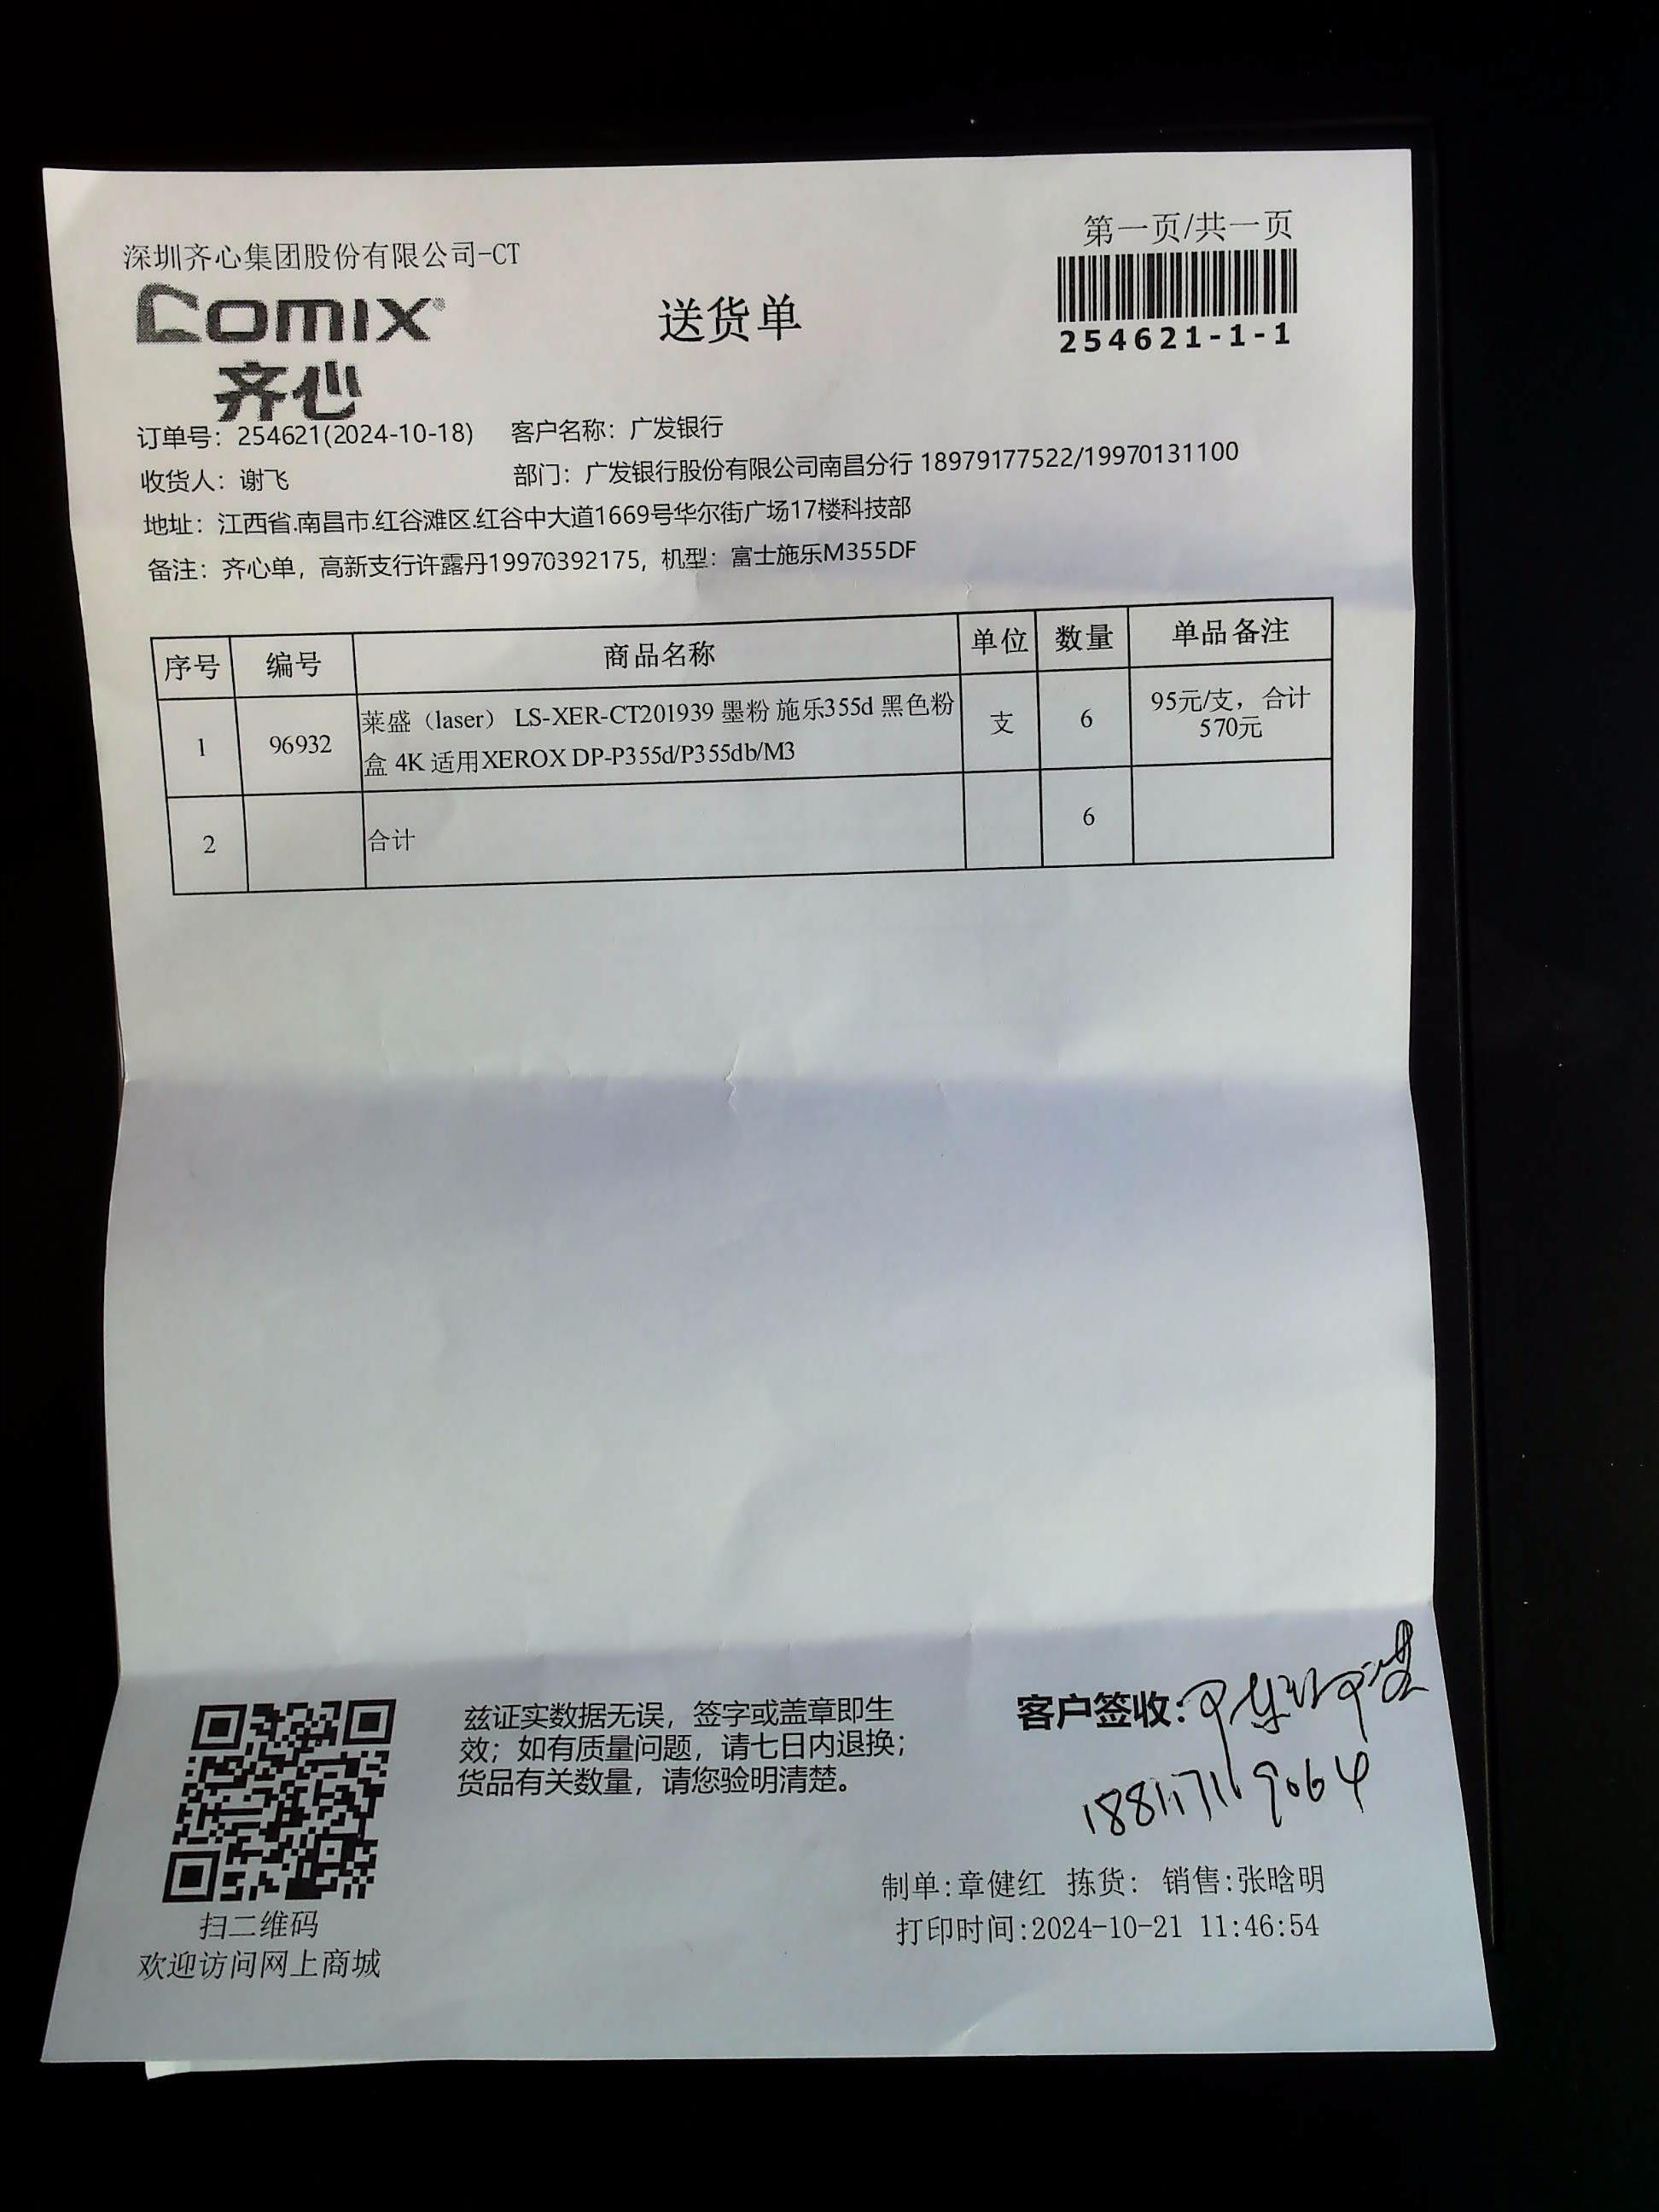 第一页/共一页
深圳齐心集团股份有限公司-CT
COMIX®
齐心
送货单
254621-1-1
订单号：254621(2024-10-18) 客户名称：广发银行
收货人：谢飞 部门：广发银行股份有限公司南昌分行 18979177522/19970131100
地址：江西省.南昌市.红谷滩区.红谷中大道1669号华尔街广场17楼科技部
备注：齐心单，高新支行许露丹19970392175，机型：富士施乐M355DF
序号 编号 商品名称 单位 数量 单品备注
1 96932 莱盛（laser） LS-XER-CT201939 墨粉 施乐355d 黑色粉 支 6 95元/支，合计
盒 4K 适用XEROX DP-P355d/P355db/M3 570元
2 合计 6
兹证实数据无误，签字或盖章即生
效；如有质量问题，请七日内退换；
货品有关数量，请您验明清楚。
客户签收:
制单:章健红 拣货: 销售:张晗明
打印时间:2024-10-21 11:46:54
扫二维码
欢迎访问网上商城